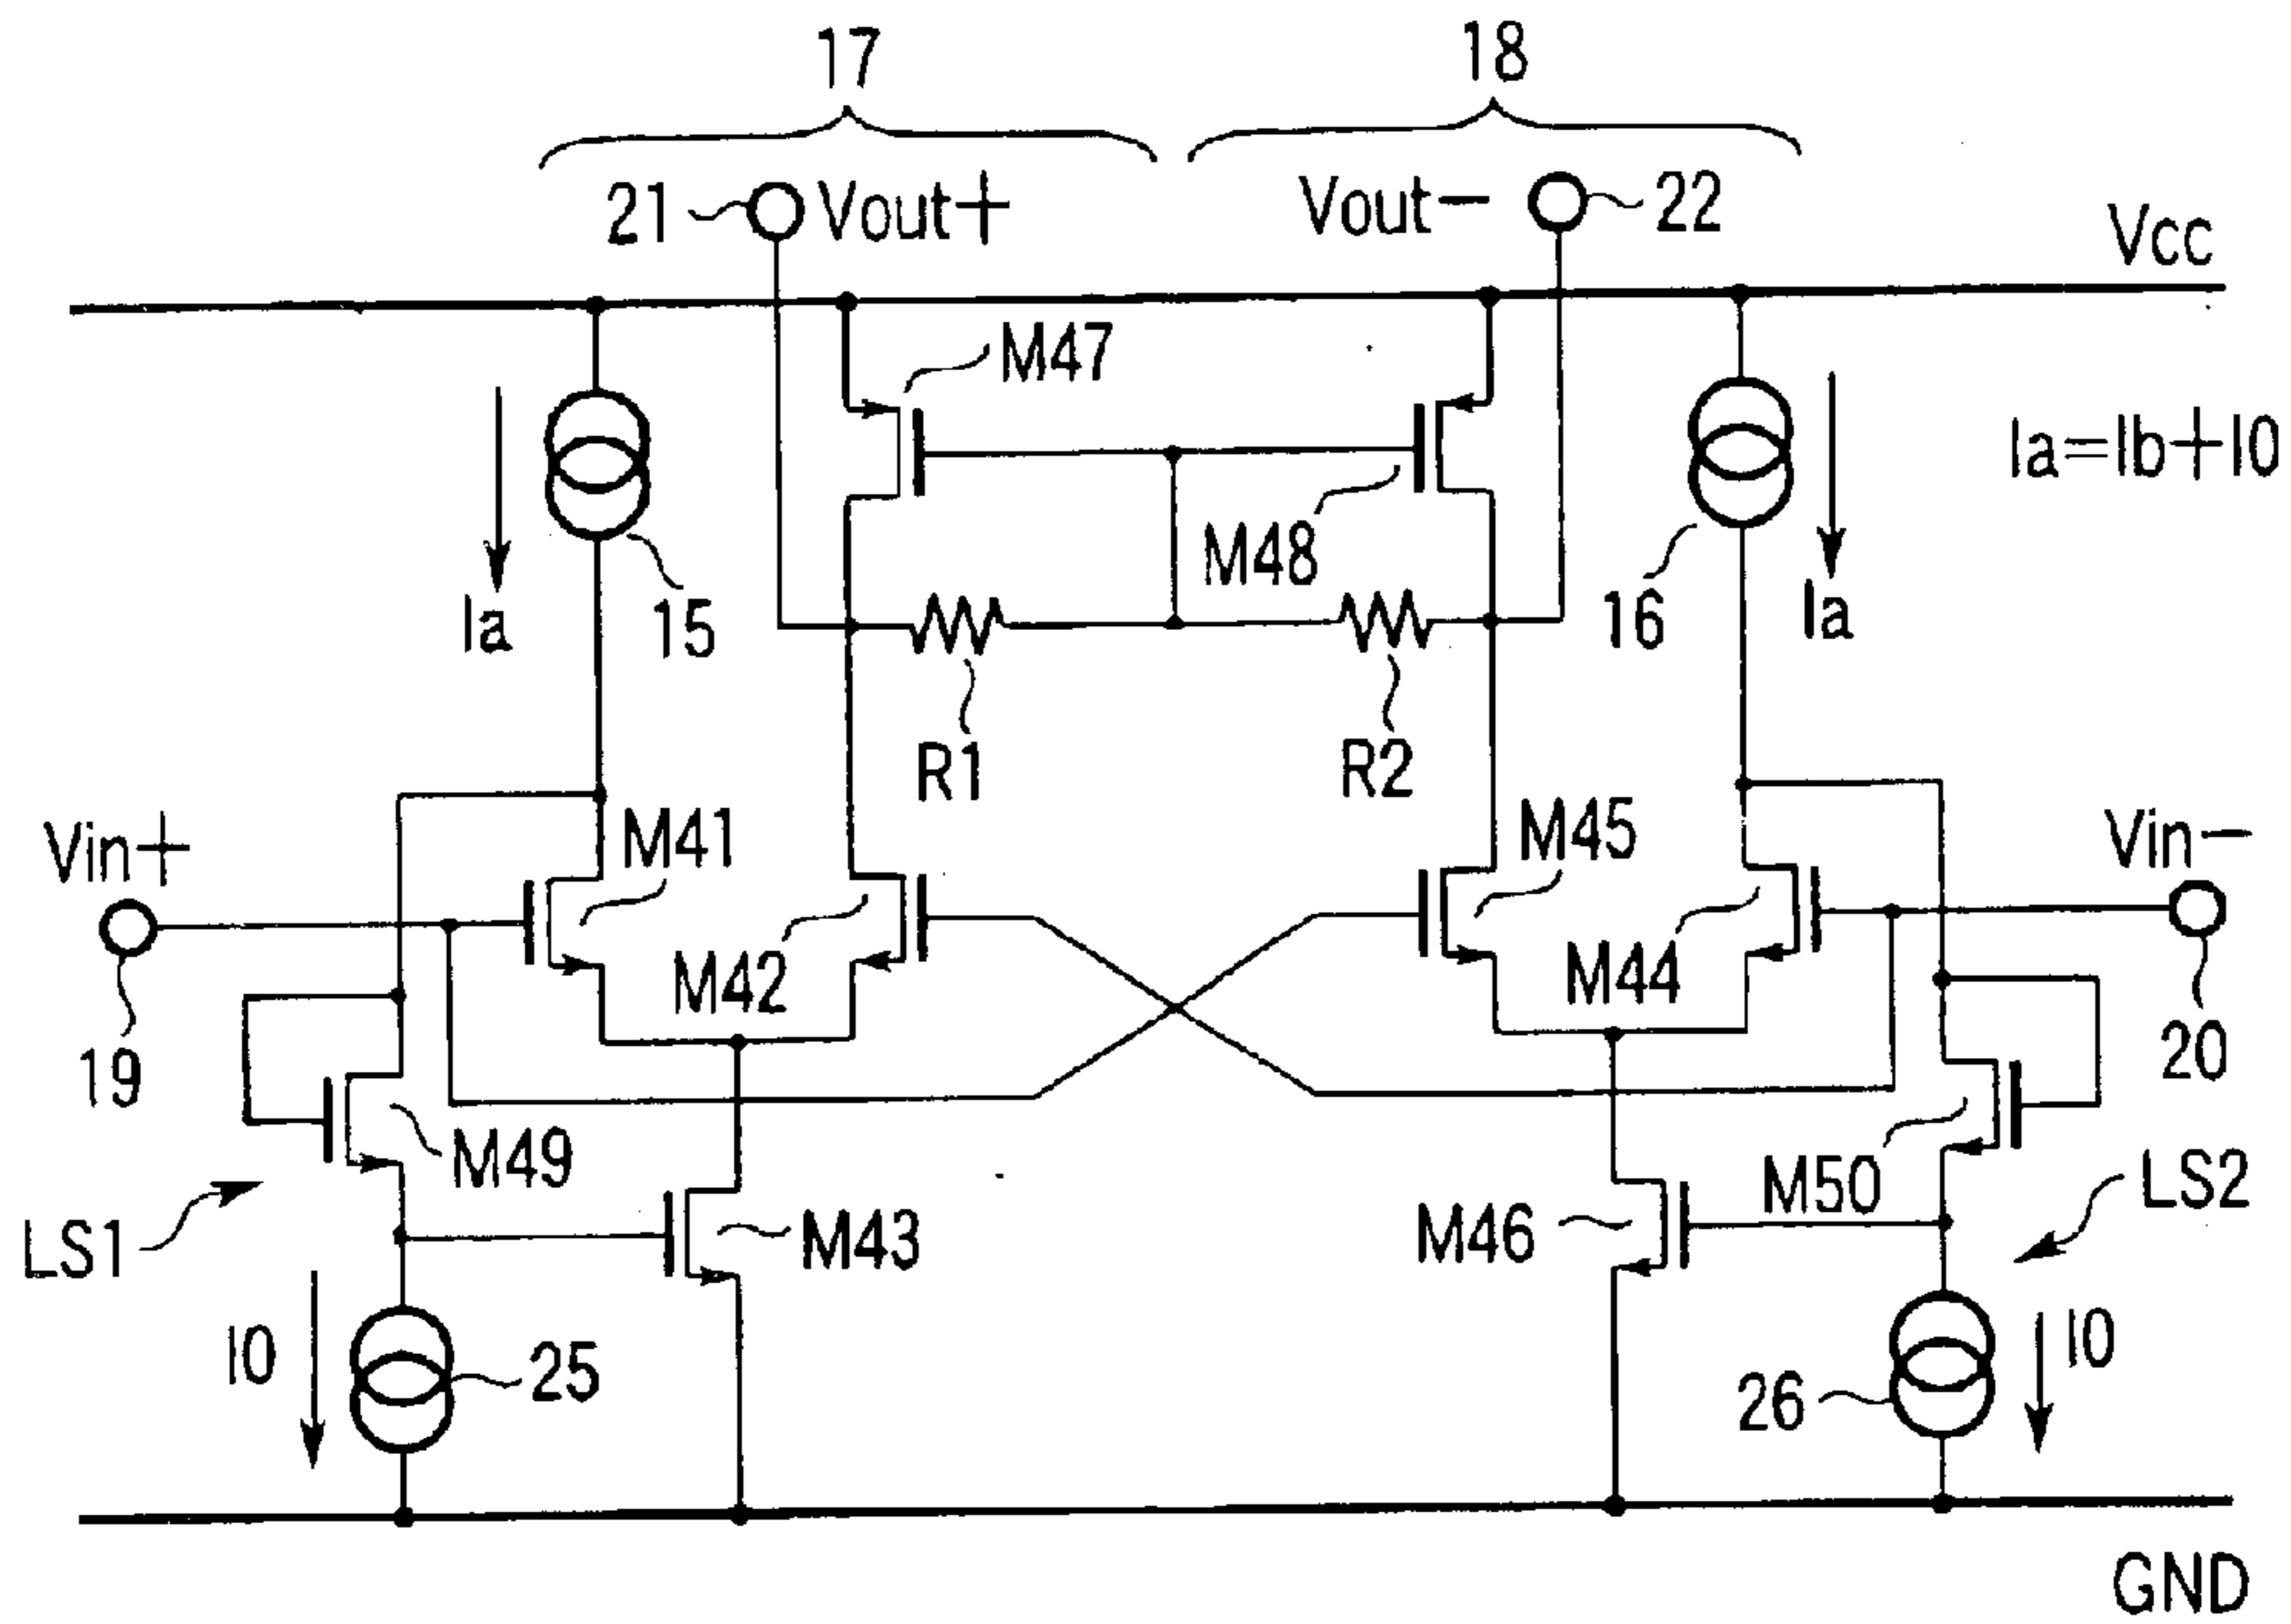 17
18
21
Vout+
Vout−
22
Vcc
M47
Ia=Ib+I0
M48
Ia
15
16
Ia
R1
R2
Vin+
M41
M45
Vin−
M42
M44
19
20
M49
M50
LS2
LS1
M43
M46
I0
25
26
I0
GND